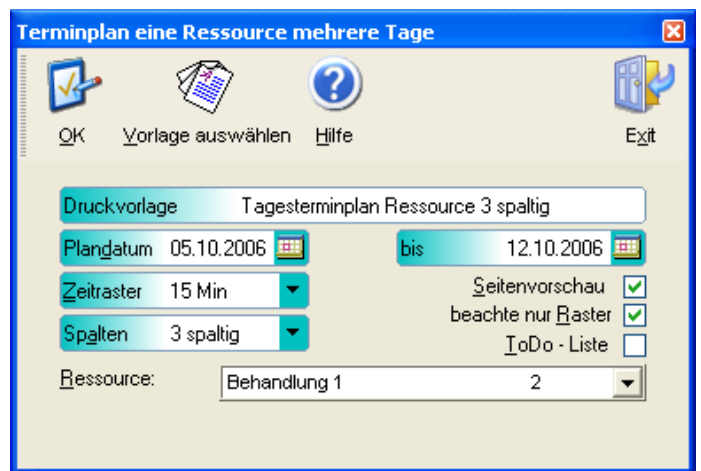 Terminplan eine Ressource mehrere Tage
OK Vorlage auswählen Hilfe Exit
Druckvorlage Tagesterminplan Ressource 3 spaltig
Plandatum 05.10.2006 bis 12.10.2006
Zeitraster 15 Min Seitenvorschau
beachte nur Raster
Spalten 3 spaltig ToDo - Liste
Ressource: Behandlung 1 2